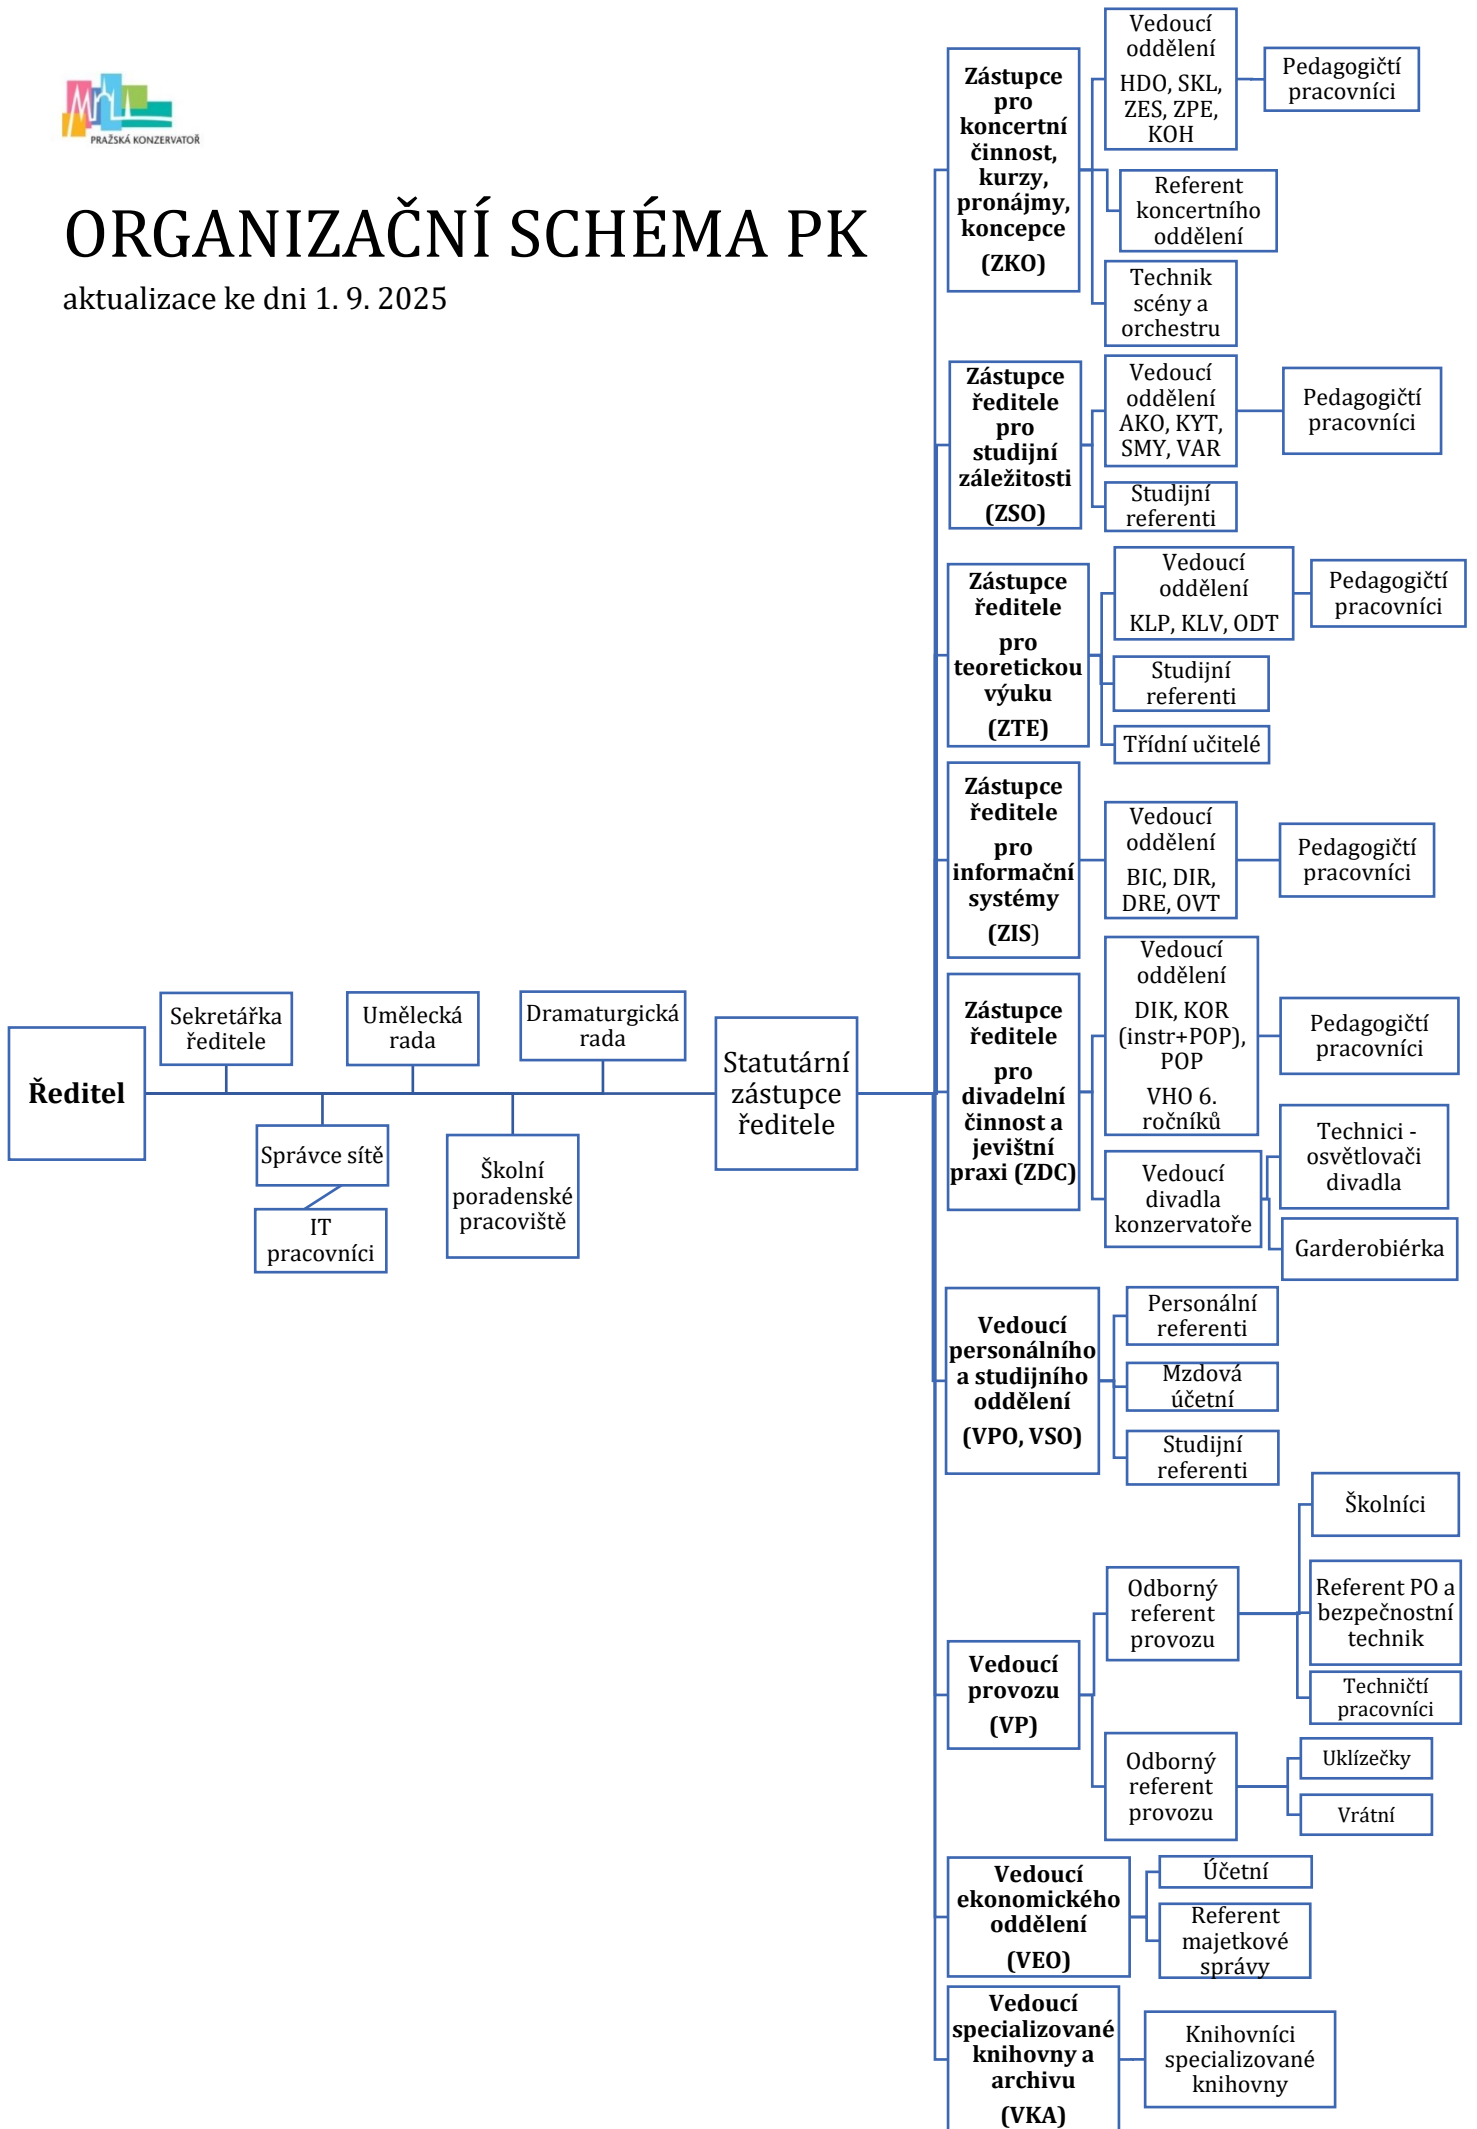 PRAŽSKÁ KONZERVATOŘ
ORGANIZAČNÍ SCHÉMA PK
aktualizace ke dni 1. 9. 2025
Ředitel
Sekretářka
ředitele
Umělecká
rada
Dramaturgická
rada
Správce sítě
IT
pracovníci
Školní
poradenské
pracoviště
Statutární
zástupce
ředitele
Zástupce
pro
koncertní
činnost,
kurzy,
pronájmy,
koncepce
(ZKO)
Vedoucí
oddělení
HDO, SKL,
ZES, ZPE,
KOH
Pedagogičtí
pracovníci
Referent
koncertního
oddělení
Technik
scény a
orchestru
Zástupce
ředitele
pro
studijní
záležitosti
(ZSO)
Vedoucí
oddělení
AKO, KYT,
SMY, VAR
Pedagogičtí
pracovníci
Studijní
referenti
Zástupce
ředitele
pro
teoretickou
výuku
(ZTE)
Vedoucí
oddělení
KLP, KLV, ODT
Pedagogičtí
pracovníci
Studijní
referenti
Třídní učitelé
Zástupce
ředitele
pro
informační
systémy
(ZIS)
Vedoucí
oddělení
BIC, DIR,
DRE, OVT
Pedagogičtí
pracovníci
Zástupce
ředitele
pro
divadelní
činnost a
jevištní
praxi (ZDC)
Vedoucí
oddělení
DIK, KOR
(instr+POP),
POP
VHO 6.
ročníků
Pedagogičtí
pracovníci
Vedoucí
divadla
konzervatoře
Technici -
osvětlovači
divadla
Garderobiérka
Vedoucí
personálního
a studijního
oddělení
(VPO, VSO)
Personální
referenti
Mzdová
účetní
Studijní
referenti
Vedoucí
provozu
(VP)
Odborný
referent
provozu
Školníci
Referent PO a
bezpečnostní
technik
Techničtí
pracovníci
Odborný
referent
provozu
Uklízečky
Vrátní
Vedoucí
ekonomického
oddělení
(VEO)
Účetní
Referent
majetkové
správy
Vedoucí
specializované
knihovny a
archivu
(VKA)
Knihovníci
specializované
knihovny